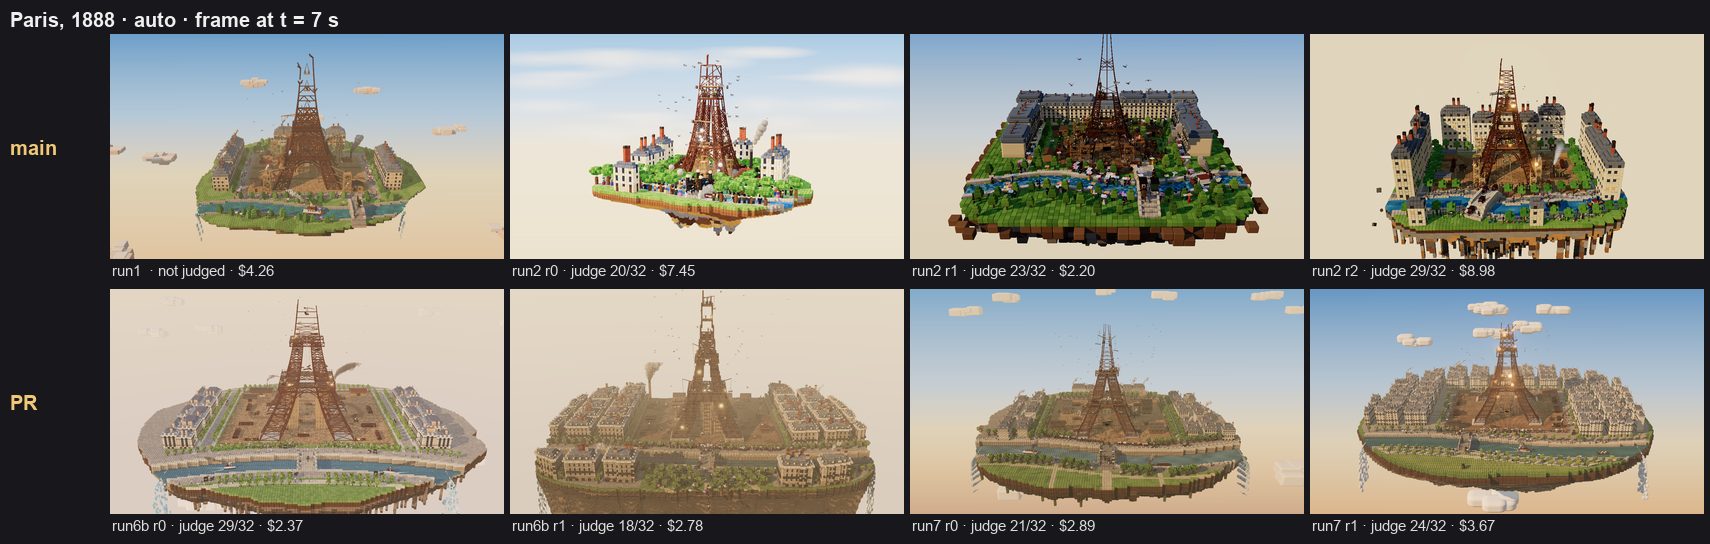 Paris, 1888 · auto · frame at t = 7 s
main
run1 · not judged · $4.26
run2 r0 · judge 20/32 · $7.45
run2 r1 · judge 23/32 · $2.20
run2 r2 · judge 29/32 · $8.98
PR
run6b r0 · judge 29/32 · $2.37
run6b r1 · judge 18/32 · $2.78
run7 r0 · judge 21/32 · $2.89
run7 r1 · judge 24/32 · $3.67